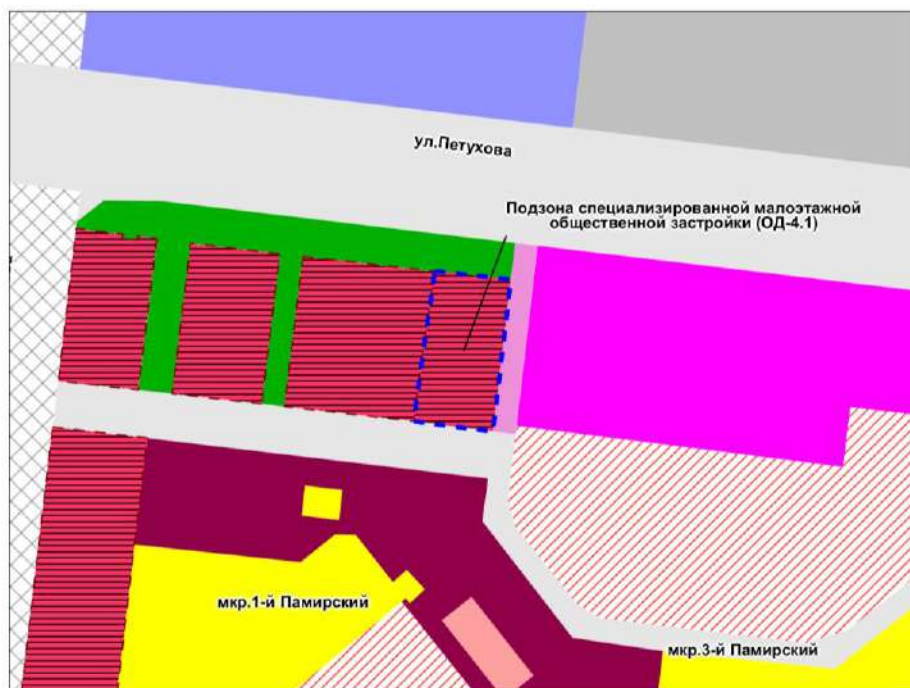 ул.Петухова
Подзона специализированной малоэтажной
общественной застройки (ОД-4.1)
мкр.1-й Памирский
мкр.3-й Памирский